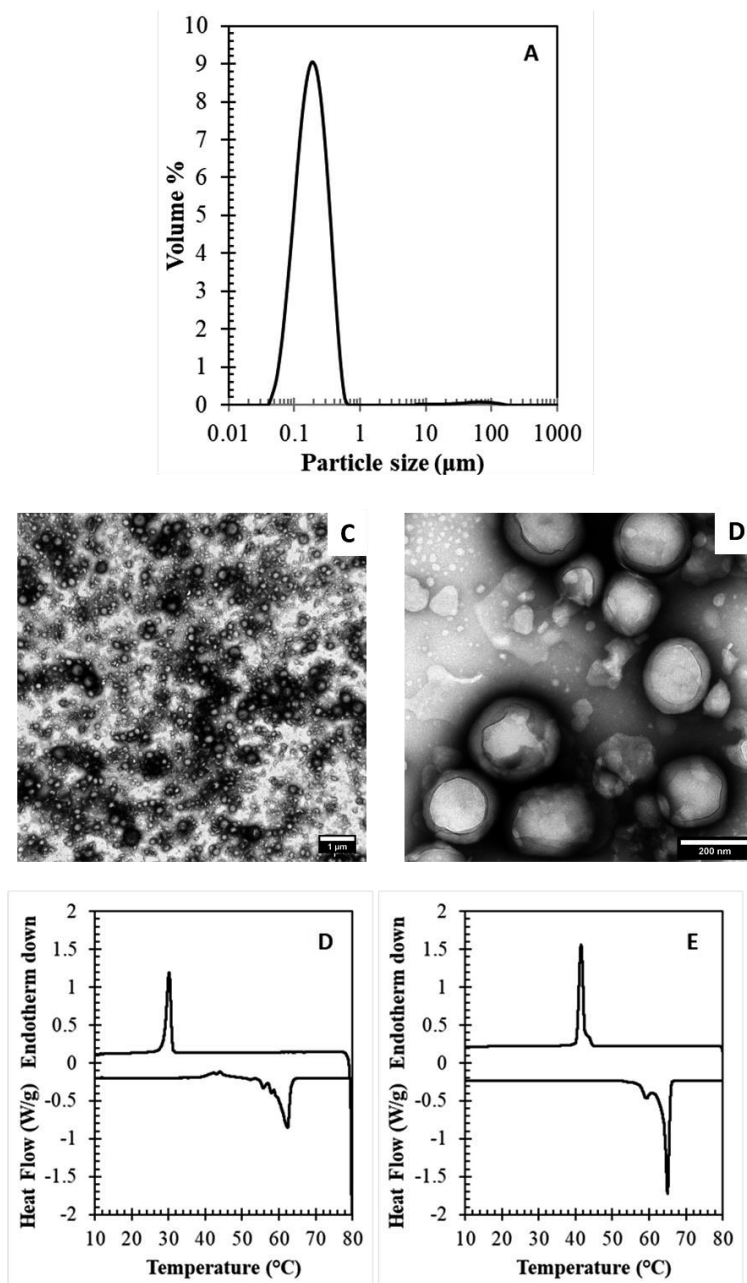 A
10
9
8
7
6
5
4
3
2
1
0
Volume %
0.01 0.1 1 10 100 1000
Particle size (µm)
C
1 µm
D
200 nm
D
2
1.5
1
0.5
0
-0.5
-1
-1.5
-2
Heat Flow (W/g) Endotherm down
10 20 30 40 50 60 70 80
Temperature (°C)
E
2
1.5
1
0.5
0
-0.5
-1
-1.5
-2
Heat Flow (W/g) Endotherm down
10 20 30 40 50 60 70 80
Temperature (°C)